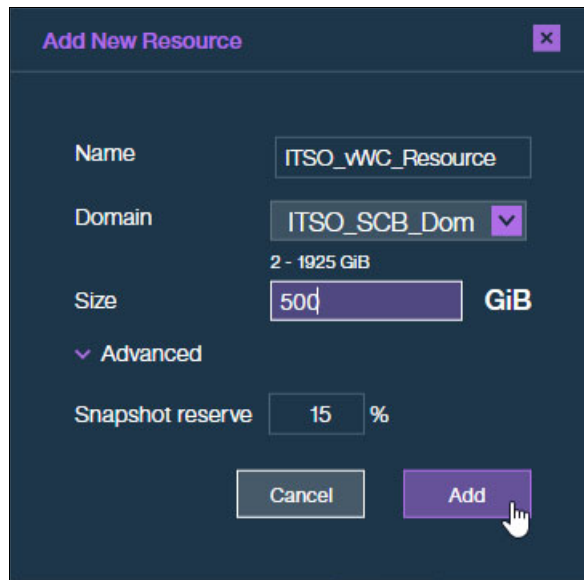 Add New Resource
Name ITSO_vWC_Resource
Domain ITSO_SCB_Dom
2 - 1925 GiB
Size 500 GiB
Advanced
Snapshot reserve 15 %
Cancel Add